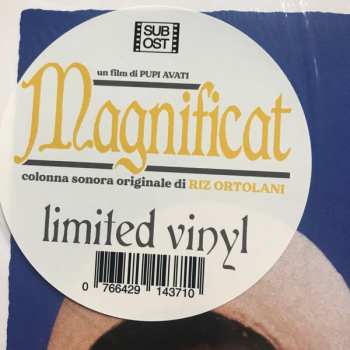 SUB
OST
un film di PUPI AVATI
Magnificat
colonna sonora originale di RIZ ORTOLANI
limited vinyl
0 766429 143710